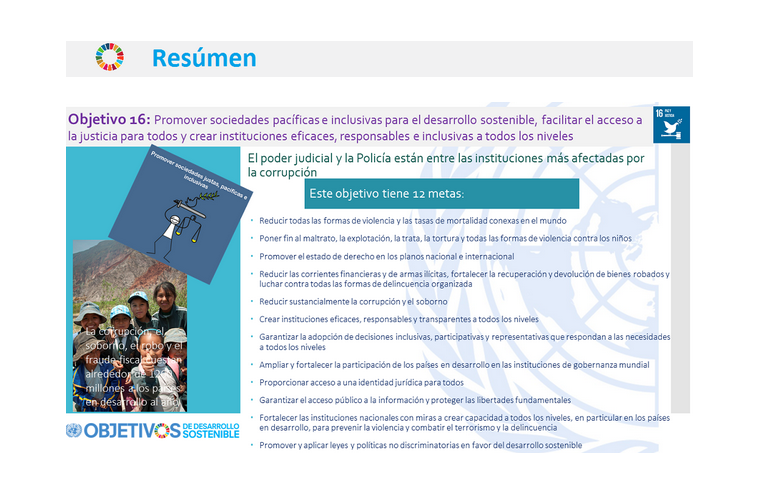 Resúmen
Objetivo 16: Promover sociedades pacíficas e inclusivas para el desarrollo sostenible, facilitar el acceso a
la justicia para todos y crear instituciones eficaces, responsables e inclusivas a todos los niveles
16
Promover sociedades justas, pacíficas e
inclusivas
El poder judicial y la Policía están entre las instituciones más afectadas por
la corrupción
Este objetivo tiene 12 metas:
• Reducir todas las formas de violencia y las tasas de mortalidad conexas en el mundo
• Poner fin al maltrato, la explotación, la trata, la tortura y todas las formas de violencia contra los niños
• Promover el estado de derecho en los planos nacional e internacional
• Reducir las corrientes financieras y de armas ilícitas, fortalecer la recuperación y devolución de bienes robados y
luchar contra todas las formas de delincuencia organizada
• Reducir sustancialmente la corrupción y el soborno
• Crear instituciones eficaces, responsables y transparentes a todos los niveles
• Garantizar la adopción de decisiones inclusivas, participativas y representativas que respondan a las necesidades
a todos los niveles
• Ampliar y fortalecer la participación de los países en desarrollo en las instituciones de gobernanza mundial
• Proporcionar acceso a una identidad jurídica para todos
• Garantizar el acceso público a la información y proteger las libertades fundamentales
• Fortalecer las instituciones nacionales con miras a crear capacidad a todos los niveles, en particular en los países
en desarrollo, para prevenir la violencia y combatir el terrorismo y la delincuencia
• Promover y aplicar leyes y políticas no discriminatorias en favor del desarrollo sostenible
La corrupción, el
soborno, el robo y el
fraude fiscal cuestan
airededor de
millones a los países
en desarrollo al año
OBJETIVOS DE DESARROLLO
SOSTENIBLE